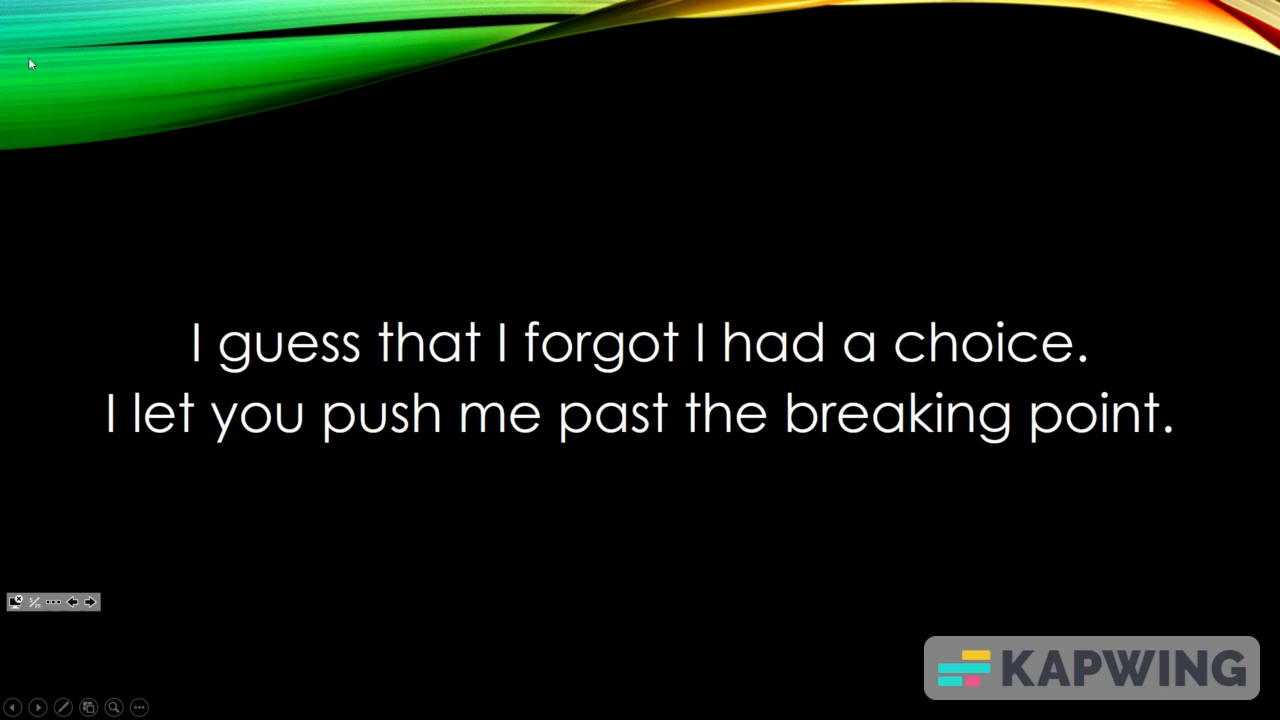 I guess that I forgot I had a choice.
I let you push me past the breaking point.
KAPWING